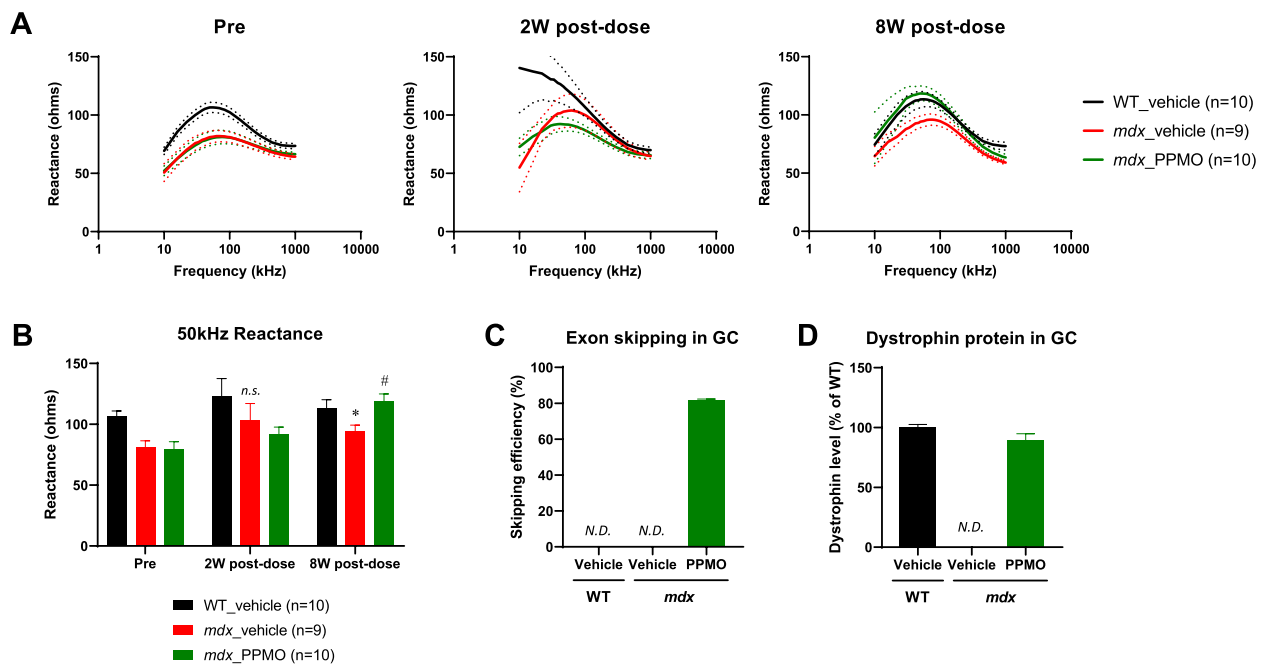 A
Pre
2W post-dose
8W post-dose
Reactance (ohms)
150
100
50
0
1
10
100
1000
10000
Frequency (kHz)
Reactance (ohms)
150
100
50
0
1
10
100
1000
10000
Frequency (kHz)
Reactance (ohms)
150
100
50
0
1
10
100
1000
10000
Frequency (kHz)
WT_vehicle (n=10)
mdx_vehicle (n=9)
mdx_PPMO (n=10)
B
50kHz Reactance
Reactance (ohms)
150
100
50
0
n.s.
*
#
Pre
2W post-dose
8W post-dose
WT_vehicle (n=10)
mdx_vehicle (n=9)
mdx_PPMO (n=10)
C
Exon skipping in GC
Skipping efficiency (%)
100
80
60
40
20
0
N.D.
N.D.
Vehicle
Vehicle
PPMO
WT
mdx
D
Dystrophin protein in GC
Dystrophin level (% of WT)
150
100
50
0
N.D.
Vehicle
Vehicle
PPMO
WT
mdx